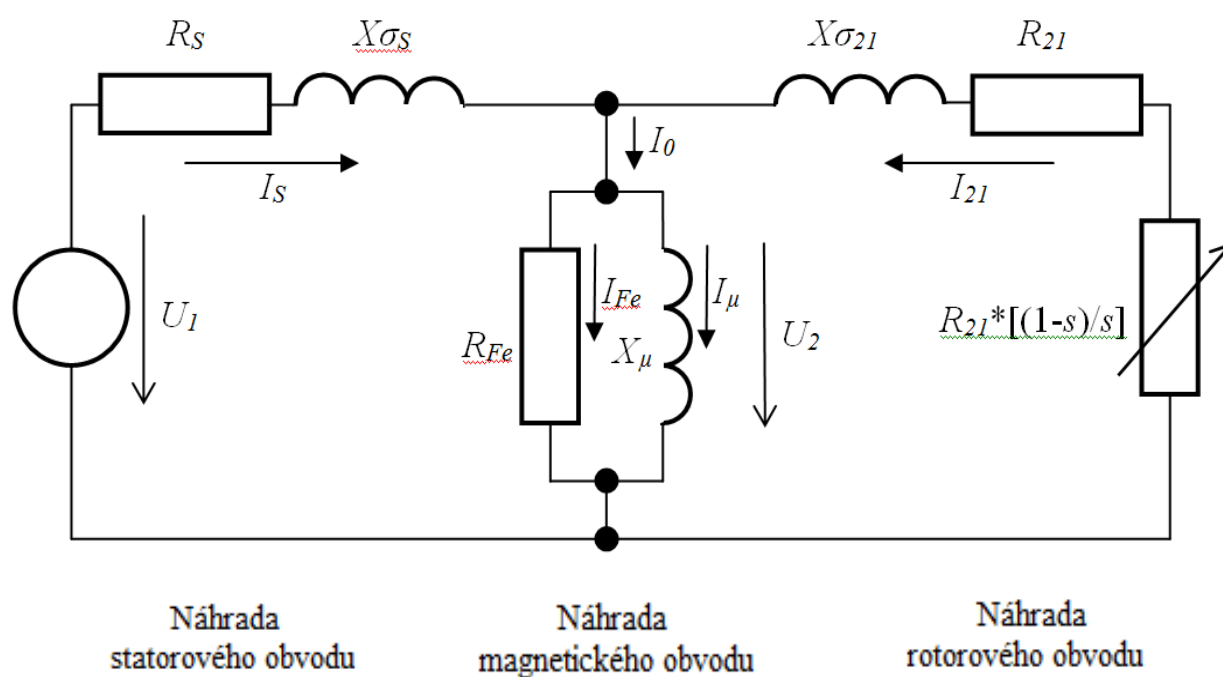 RS
XσS
Xσ21
R21
I0
IS
I21
U1
RFe
IFe
Xμ
Iμ
U2
R21*[(1-s)/s]
Náhrada
statorového obvodu
Náhrada
magnetického obvodu
Náhrada
rotorového obvodu